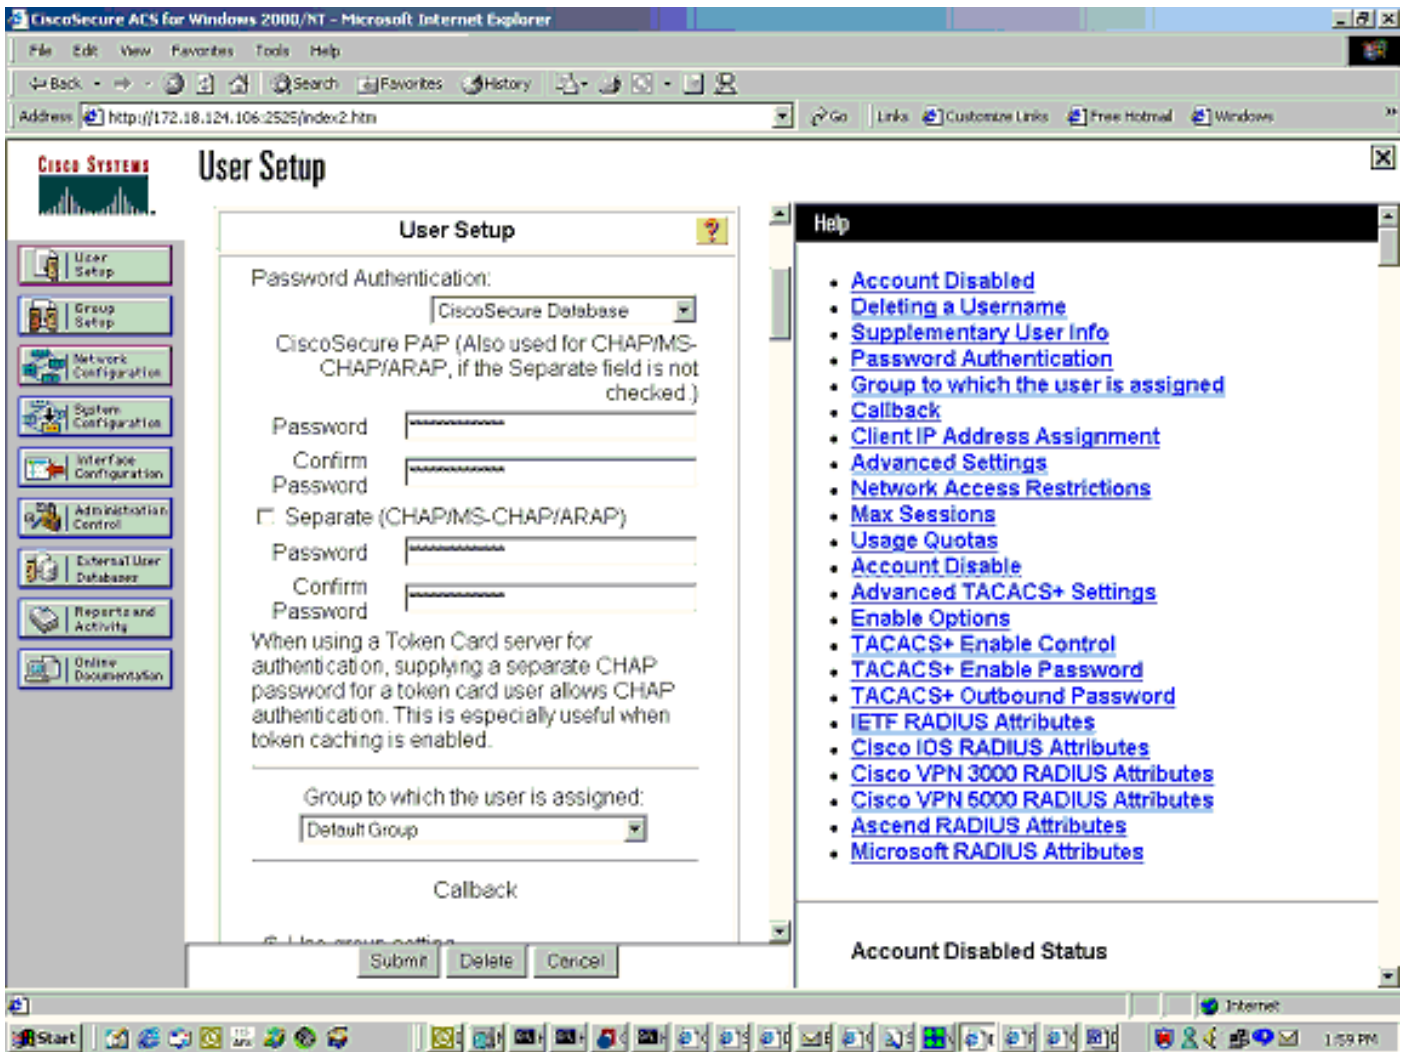 CiscoSecure ACS for Windows 2000/NT - Microsoft Internet Explorer
File Edit View Favorites Tools Help
Back Search Favorites History
Address http://172.18.124.106:2525/index2.htm Go Links Customize Links Free Hotmail Windows
CISCO SYSTEMS
User Setup
User Setup
Group Setup
Network Configuration
System Configuration
Interface Configuration
Administration Control
External User Databases
Reports and Activity
Online Documentation
User Setup
Password Authentication:
CiscoSecure Database
CiscoSecure PAP (Also used for CHAP/MS-
CHAP/ARAP, if the Separate field is not
checked.)
Password
Confirm
Password
Separate (CHAP/MS-CHAP/ARAP)
Password
Confirm
Password
When using a Token Card server for
authentication, supplying a separate CHAP
password for a token card user allows CHAP
authentication. This is especially useful when
token caching is enabled.
Group to which the user is assigned:
Default Group
Callback
Use group setting
Submit Delete Cancel
Help
Account Disabled
Deleting a Username
Supplementary User Info
Password Authentication
Group to which the user is assigned
Callback
Client IP Address Assignment
Advanced Settings
Network Access Restrictions
Max Sessions
Usage Quotas
Account Disable
Advanced TACACS+ Settings
Enable Options
TACACS+ Enable Control
TACACS+ Enable Password
TACACS+ Outbound Password
IETF RADIUS Attributes
Cisco IOS RADIUS Attributes
Cisco VPN 3000 RADIUS Attributes
Cisco VPN 5000 RADIUS Attributes
Ascend RADIUS Attributes
Microsoft RADIUS Attributes
Account Disabled Status
Internet
Start
1:59 PM